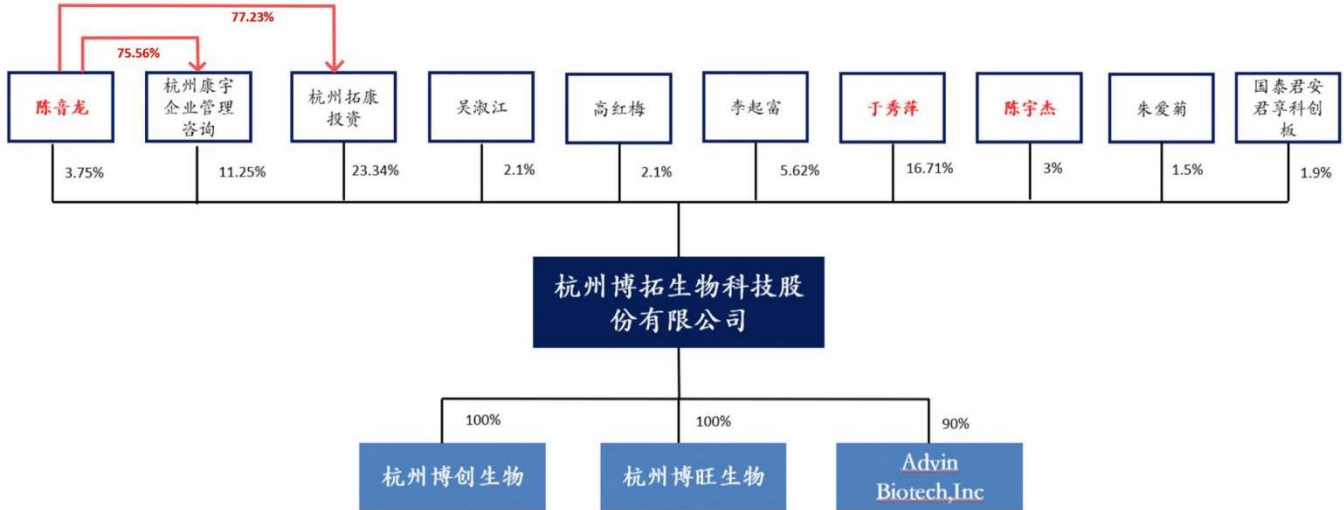 77.23%
75.56%
陈音龙
杭州康宇
企业管理
咨询
杭州拓康
投资
吴淑江
高红梅
李起富
于秀萍
陈宇杰
朱爱菊
国泰君安
君享科创
板
3.75%
11.25%
23.34%
2.1%
2.1%
5.62%
16.71%
3%
1.5%
1.9%
杭州博拓生物科技股
份有限公司
100%
100%
90%
杭州博创生物
杭州博旺生物
Advin
Biotech,Inc